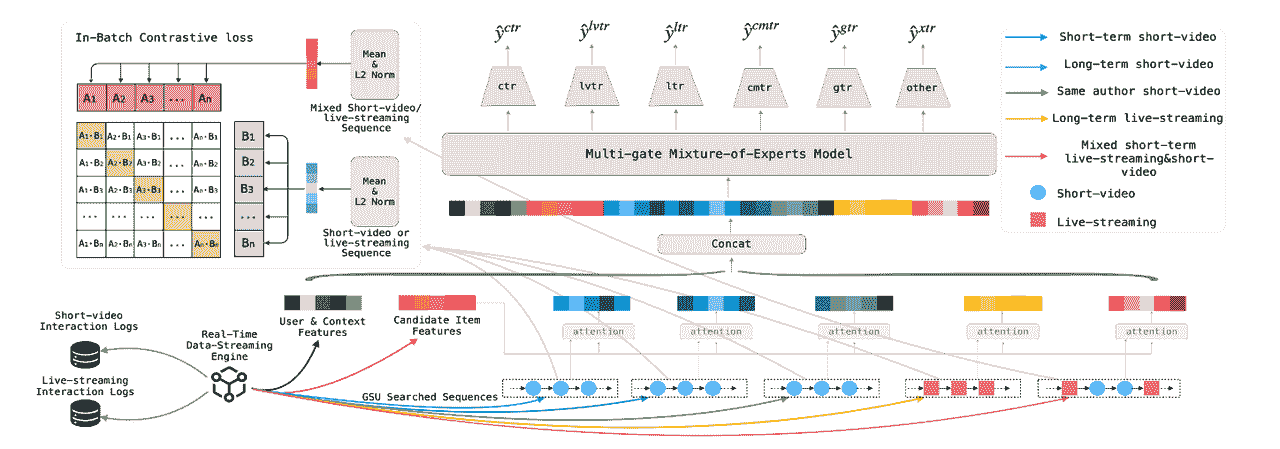 In-Batch Contrastive loss
Mean
&
L2 Norm
Mixed Short-video/
live-streaming
Sequence
A1 A2 A3 ... An
A1·B1 A2·B1 A3·B1 ... An·B1
A1·B2 A2·B2 A3·B2 ... An·B2
A1·B3 A2·B3 A3·B3 ... An·B3
... ... ... ... ...
A1·Bn A2·Bn A3·Bn ... An·Bn
B1
B2
B3
...
Bn
Mean
&
L2 Norm
Short-video or
live-streaming
Sequence
ŷctr ŷlvtr ŷltr ŷcmtr ŷgtr ŷxtr
ctr lvtr ltr cmtr gtr other
Multi-gate Mixture-of-Experts Model
Concat
Short-term short-video
Long-term short-video
Same author short-video
Long-term live-streaming
Mixed short-term
live-streaming&short-
video
Short-video
Live-streaming
Short-video
Interaction Logs
Live-streaming
Interaction Logs
Real-Time
Data-Streaming
Engine
User & Context
Features
Candidate Item
Features
attention attention attention attention attention
GSU Searched Sequences